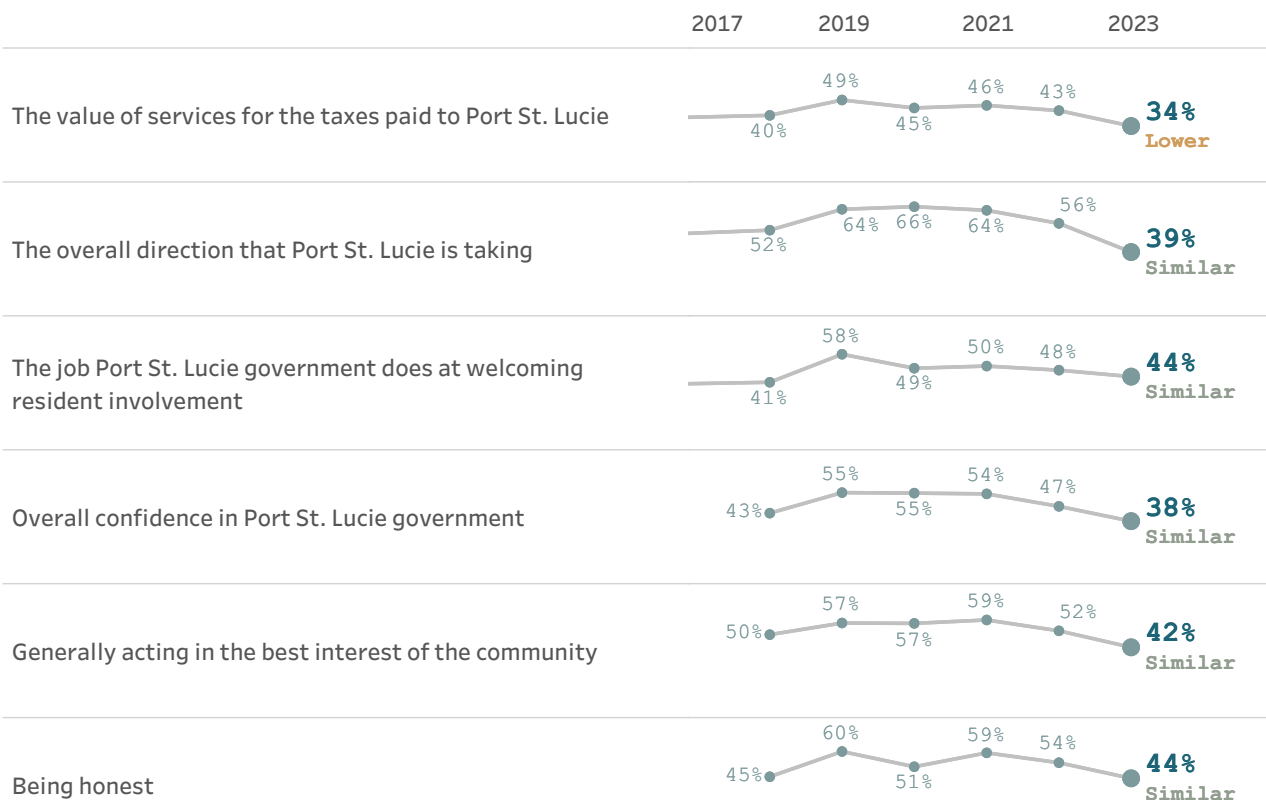 2017 2019 2021 2023
49% 46% 43%
The value of services for the taxes paid to Port St. Lucie 34%
40% 45% Lower
56%
64% 66% 64%
The overall direction that Port St. Lucie is taking 52% 39%
Similar
58% 50% 48%
The job Port St. Lucie government does at welcoming 44%
resident involvement 41% 49% Similar
55% 54% 47%
Overall confidence in Port St. Lucie government 43% 55% 38%
Similar
57% 59% 52%
Generally acting in the best interest of the community 50% 57% 42%
Similar
60% 59% 54%
Being honest 45% 51% 44%
Similar